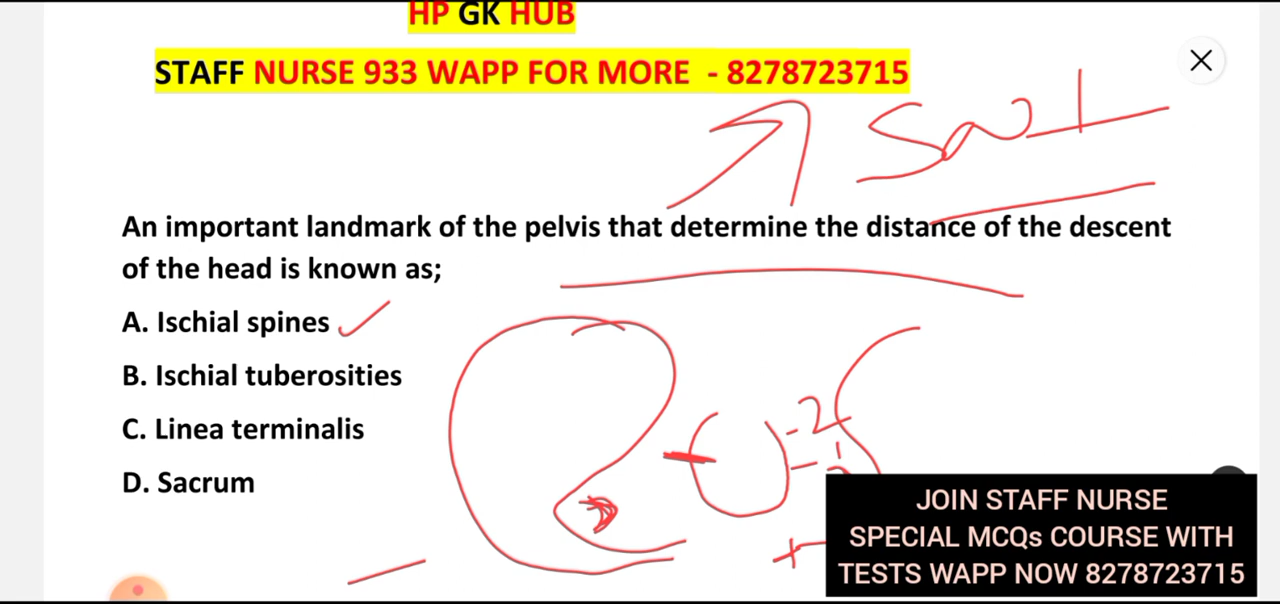 HP GK HUB
STAFF NURSE 933 WAPP FOR MORE - 8278723715
An important landmark of the pelvis that determine the distance of the descent
of the head is known as;
A. Ischial spines
B. Ischial tuberosities
C. Linea terminalis
D. Sacrum
-2
JOIN STAFF NURSE
SPECIAL MCQs COURSE WITH
TESTS WAPP NOW 8278723715